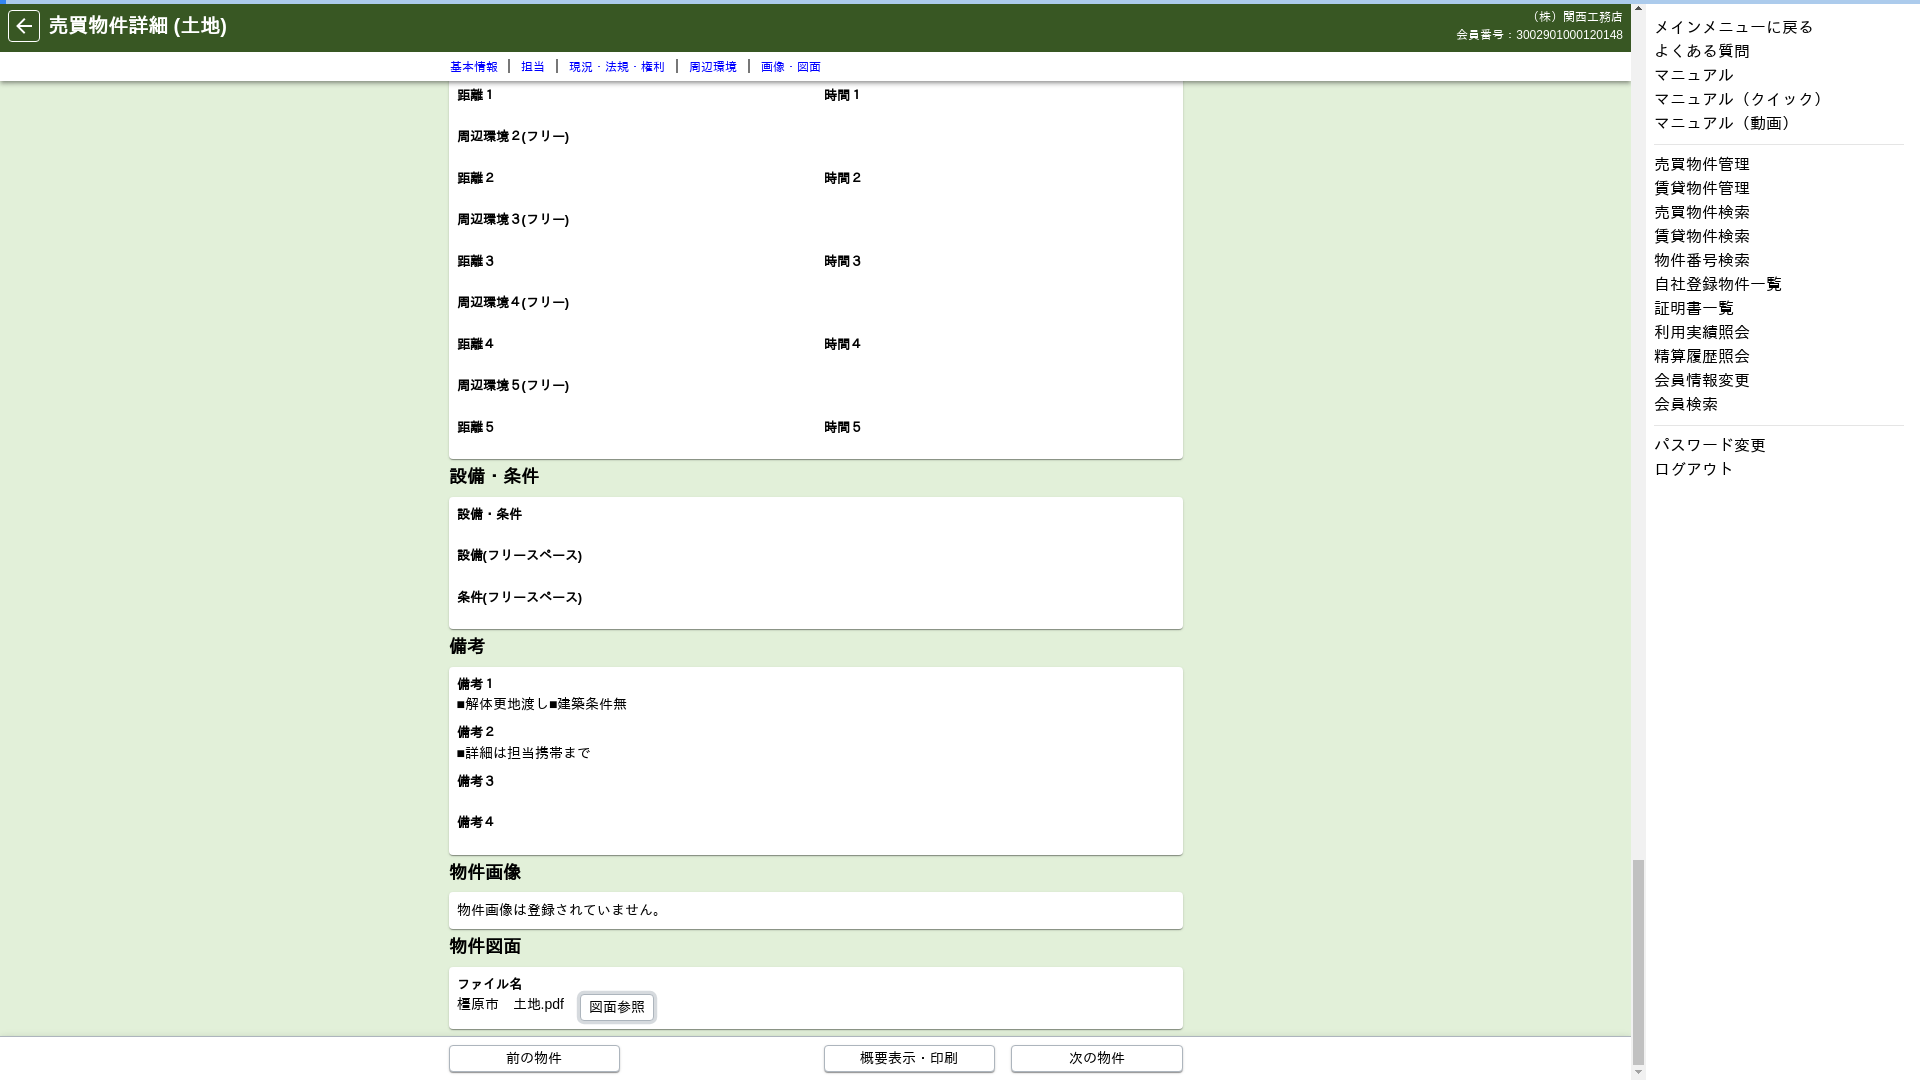 売買物件詳細 (土地)
（株）関西工務店
会員番号：3002901000120148
基本情報 | 担当 | 現況・法規・権利 | 周辺環境 | 画像・図面
距離１ 時間１
周辺環境２(フリー)
距離２ 時間２
周辺環境３(フリー)
距離３ 時間３
周辺環境４(フリー)
距離４ 時間４
周辺環境５(フリー)
距離５ 時間５
設備・条件
設備・条件
設備(フリースペース)
条件(フリースペース)
備考
備考１
■解体更地渡し■建築条件無
備考２
■詳細は担当携帯まで
備考３
備考４
物件画像
物件画像は登録されていません。
物件図面
ファイル名
橿原市　土地.pdf 図面参照
前の物件 概要表示・印刷 次の物件
メインメニューに戻る
よくある質問
マニュアル
マニュアル（クイック）
マニュアル（動画）
売買物件管理
賃貸物件管理
売買物件検索
賃貸物件検索
物件番号検索
自社登録物件一覧
証明書一覧
利用実績照会
精算履歴照会
会員情報変更
会員検索
パスワード変更
ログアウト